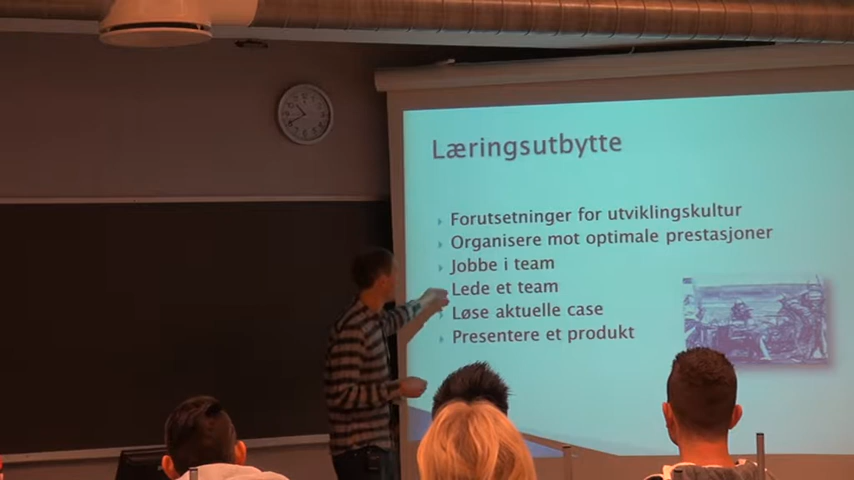 Læringsutbytte
Forutsetninger for utviklingskultur
Organisere mot optimale prestasjoner
Jobbe i team
Lede et team
Løse aktuelle case
Presentere et produkt